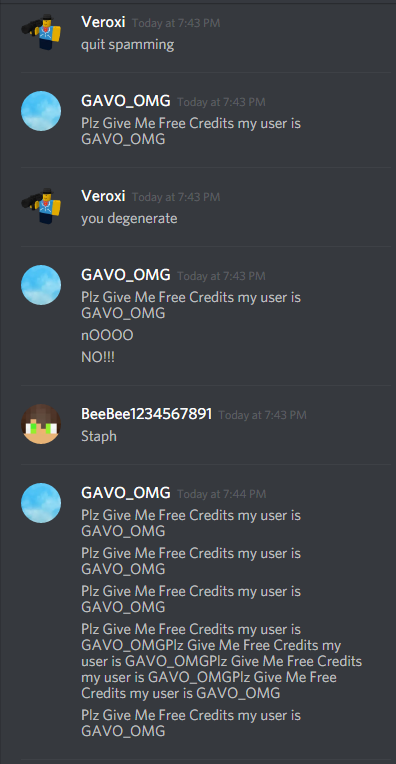 Veroxi Today at 7:43 PM
quit spamming
GAVO_OMG Today at 7:43 PM
Plz Give Me Free Credits my user is
GAVO_OMG
Veroxi Today at 7:43 PM
you degenerate
GAVO_OMG Today at 7:43 PM
Plz Give Me Free Credits my user is
GAVO_OMG
nOOOO
NO!!!
BeeBee1234567891 Today at 7:43 PM
Staph
GAVO_OMG Today at 7:44 PM
Plz Give Me Free Credits my user is
GAVO_OMG
Plz Give Me Free Credits my user is
GAVO_OMG
Plz Give Me Free Credits my user is
GAVO_OMG
Plz Give Me Free Credits my user is
GAVO_OMGPlz Give Me Free Credits my
user is GAVO_OMGPlz Give Me Free Credits
my user is GAVO_OMGPlz Give Me Free
Credits my user is GAVO_OMG
Plz Give Me Free Credits my user is
GAVO_OMG